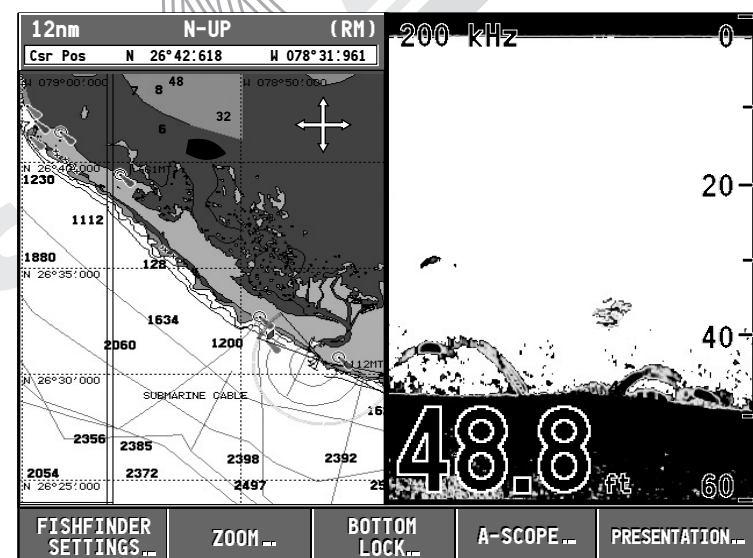 12nm N-UP (RM)
Csr Pos N 26°42.'618 W 078°31.'961
200 kHz 0
W 079°00.'000 W 078°50.'000
7 8 48
6 32
N 26°40.'000
1230
20
1112
1880
128
N 26°35.'000
1634
2060 1200
40
12MT
N 26°30.'000
SUBMARINE CABLE
2356 2385
2398 2392
2054 2372
2497
N 26°25.'000
48.8 ft 60
FISHFINDER SETTINGS...
ZOOM...
BOTTOM LOCK...
A-SCOPE...
PRESENTATION...